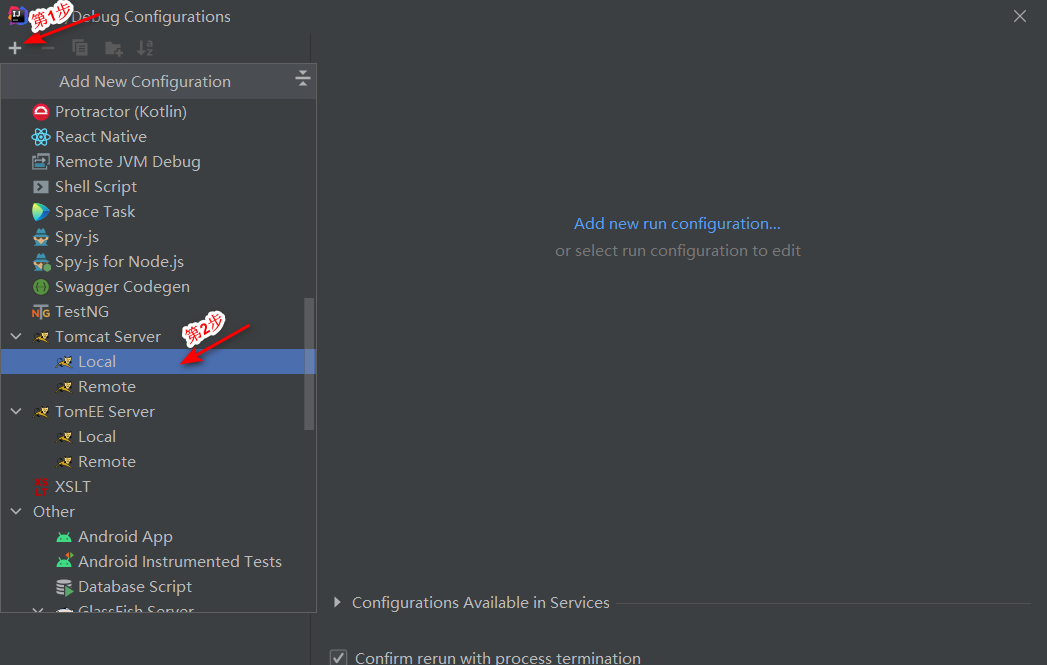 Debug Configurations
第1步
Add New Configuration
Protractor (Kotlin)
React Native
Remote JVM Debug
Shell Script
Space Task
Spy-js
Spy-js for Node.js
Swagger Codegen
TestNG
Tomcat Server
第2步
Local
Remote
TomEE Server
Local
Remote
XSLT
Other
Android App
Android Instrumented Tests
Database Script
GlassFish Server
Add new run configuration...
or select run configuration to edit
Configurations Available in Services
Confirm rerun with process termination